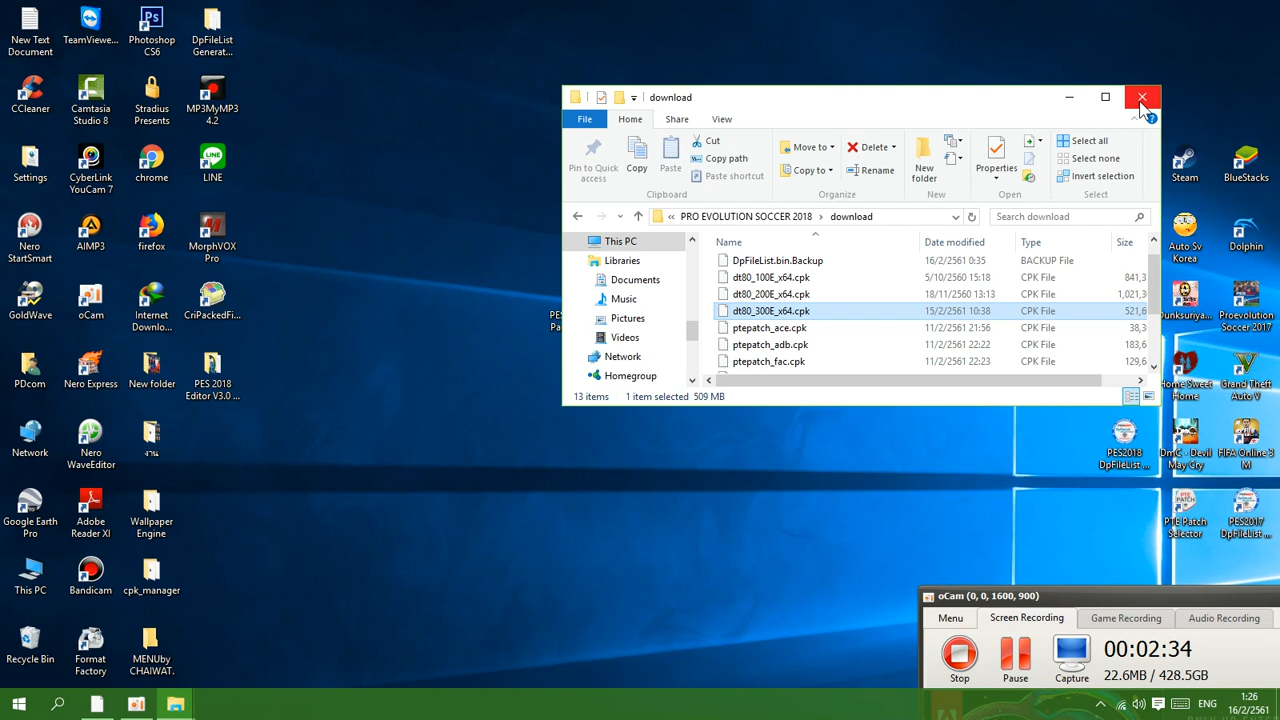 New Text
Document
TeamViewe...
Photoshop
CS6
DpFileList
Generat...
CCleaner
Camtasia
Studio 8
Stradius
Presents
MP3MyMP3
4.2
Settings
CyberLink
YouCam 7
chrome
LINE
Nero
StartSmart
AIMP3
firefox
MorphVOX
Pro
GoldWave
oCam
Internet
Downlo...
CriPackedFi...
PDcom
Nero Express
New folder
PES 2018
Editor V3.0 ...
Network
Nero
WaveEditor
งาน
Google Earth
Pro
Adobe
Reader XI
Wallpaper
Engine
This PC
Bandicam
cpk_manager
Recycle Bin
Format
Factory
MENUby
CHAIWAT.
download
File
Home
Share
View
Pin to Quick
access
Copy
Paste
Cut
Copy path
Paste shortcut
Clipboard
Move to
Copy to
Delete
Rename
Organize
New
folder
New
Properties
Open
Select all
Select none
Invert selection
Select
« PRO EVOLUTION SOCCER 2018 › download
Search download
This PC
Libraries
Documents
Music
Pictures
Videos
Network
Homegroup
Name Date modified Type Size
DpFileList.bin.Backup 16/2/2561 0:35 BACKUP File
dt80_100E_x64.cpk 5/10/2560 15:18 CPK File 841,3
dt80_200E_x64.cpk 18/11/2560 13:13 CPK File 1,021,3
dt80_300E_x64.cpk 15/2/2561 10:38 CPK File 521,6
ptepatch_ace.cpk 11/2/2561 21:56 CPK File 38,3
ptepatch_adb.cpk 11/2/2561 22:22 CPK File 183,6
ptepatch_fac.cpk 11/2/2561 22:23 CPK File 129,6
13 items 1 item selected 509 MB
Steam
BlueStacks
Auto Sv
Korea
Dolphin
Dunksuriya...
Proevolution
Soccer 2017
Home Sweet
Home
Grand Theft
Auto V
PES2018
DpFileList ...
DmC - Devil
May Cry
FIFA Online 3
M
PTE Patch
Selector
PES2017
DpFileList ...
oCam (0, 0, 1600, 900)
Menu
Screen Recording
Game Recording
Audio Recording
Stop
Pause
Capture
00:02:34
22.6MB / 428.5GB
ENG
1:26
16/2/2561